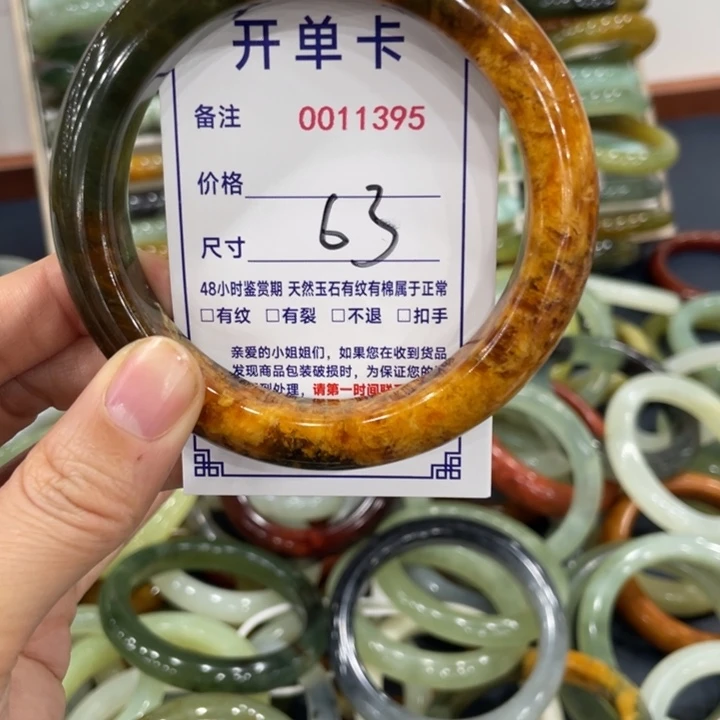 开单卡
备注 0011395
价格
尺寸 63
48小时鉴赏期 天然玉石有纹有棉属于正常
□有纹 □有裂 □不退 □扣手
亲爱的小姐姐们，如果您在收到货品
发现商品包装破损时，为保证您的
到处理，请第一时间联